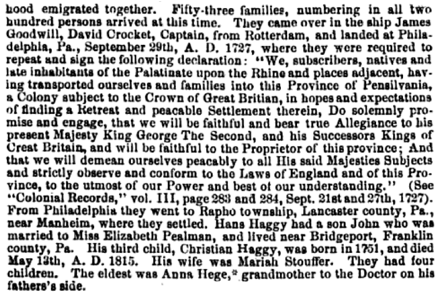 hood emigrated together. Fifty-three families, numbering in all two
hundred persons arrived at this time. They came over in the ship James
Goodwill, David Crocket, Captain, from Rotterdam, and landed at Phila-
delphia, Pa., September 29th, A. D. 1727, where they were required to
repeat and sign the following declaration: "We, subscribers, natives and
late inhabitants of the Palatinate upon the Rhine and places adjacent, hav-
ing transported ourselves and families into this Province of Pensilvania,
a Colony subject to the Crown of Great Britian, in hopes and expectations
of finding a Retreat and peacable Settlement therein, Do solemnly pro-
mise and engage, that we will be faithful and bear true Allegiance to his
present Majesty King George The Second, and his Successors Kings of
Creat Britain, and will be faithful to the Proprietor of this province; And
that we will demean ourselves peacably to all His said Majesties Subjects
and strictly observe and conform to the Laws of England and of this Pro-
vince, to the utmost of our Power and best of our understanding." (See
"Colonial Records," vol. III, page 283 and 284, Sept. 21st and 27th, 1727).
From Philadelphia they went to Rapho township, Lancaster county, Pa.,
near Manheim, where they settled. Hans Haggy had a son John who was
married to Miss Elizabeth Pealman, and lived near Bridgeport, Franklin
county, Pa. His third child, Christian Haggy, was born in 1751, and died
May 13th, A. D. 1815. His wife was Mariah Stouffer. They had four
children. The eldest was Anna Hege,* grandmother to the Doctor on his
fathers's side.